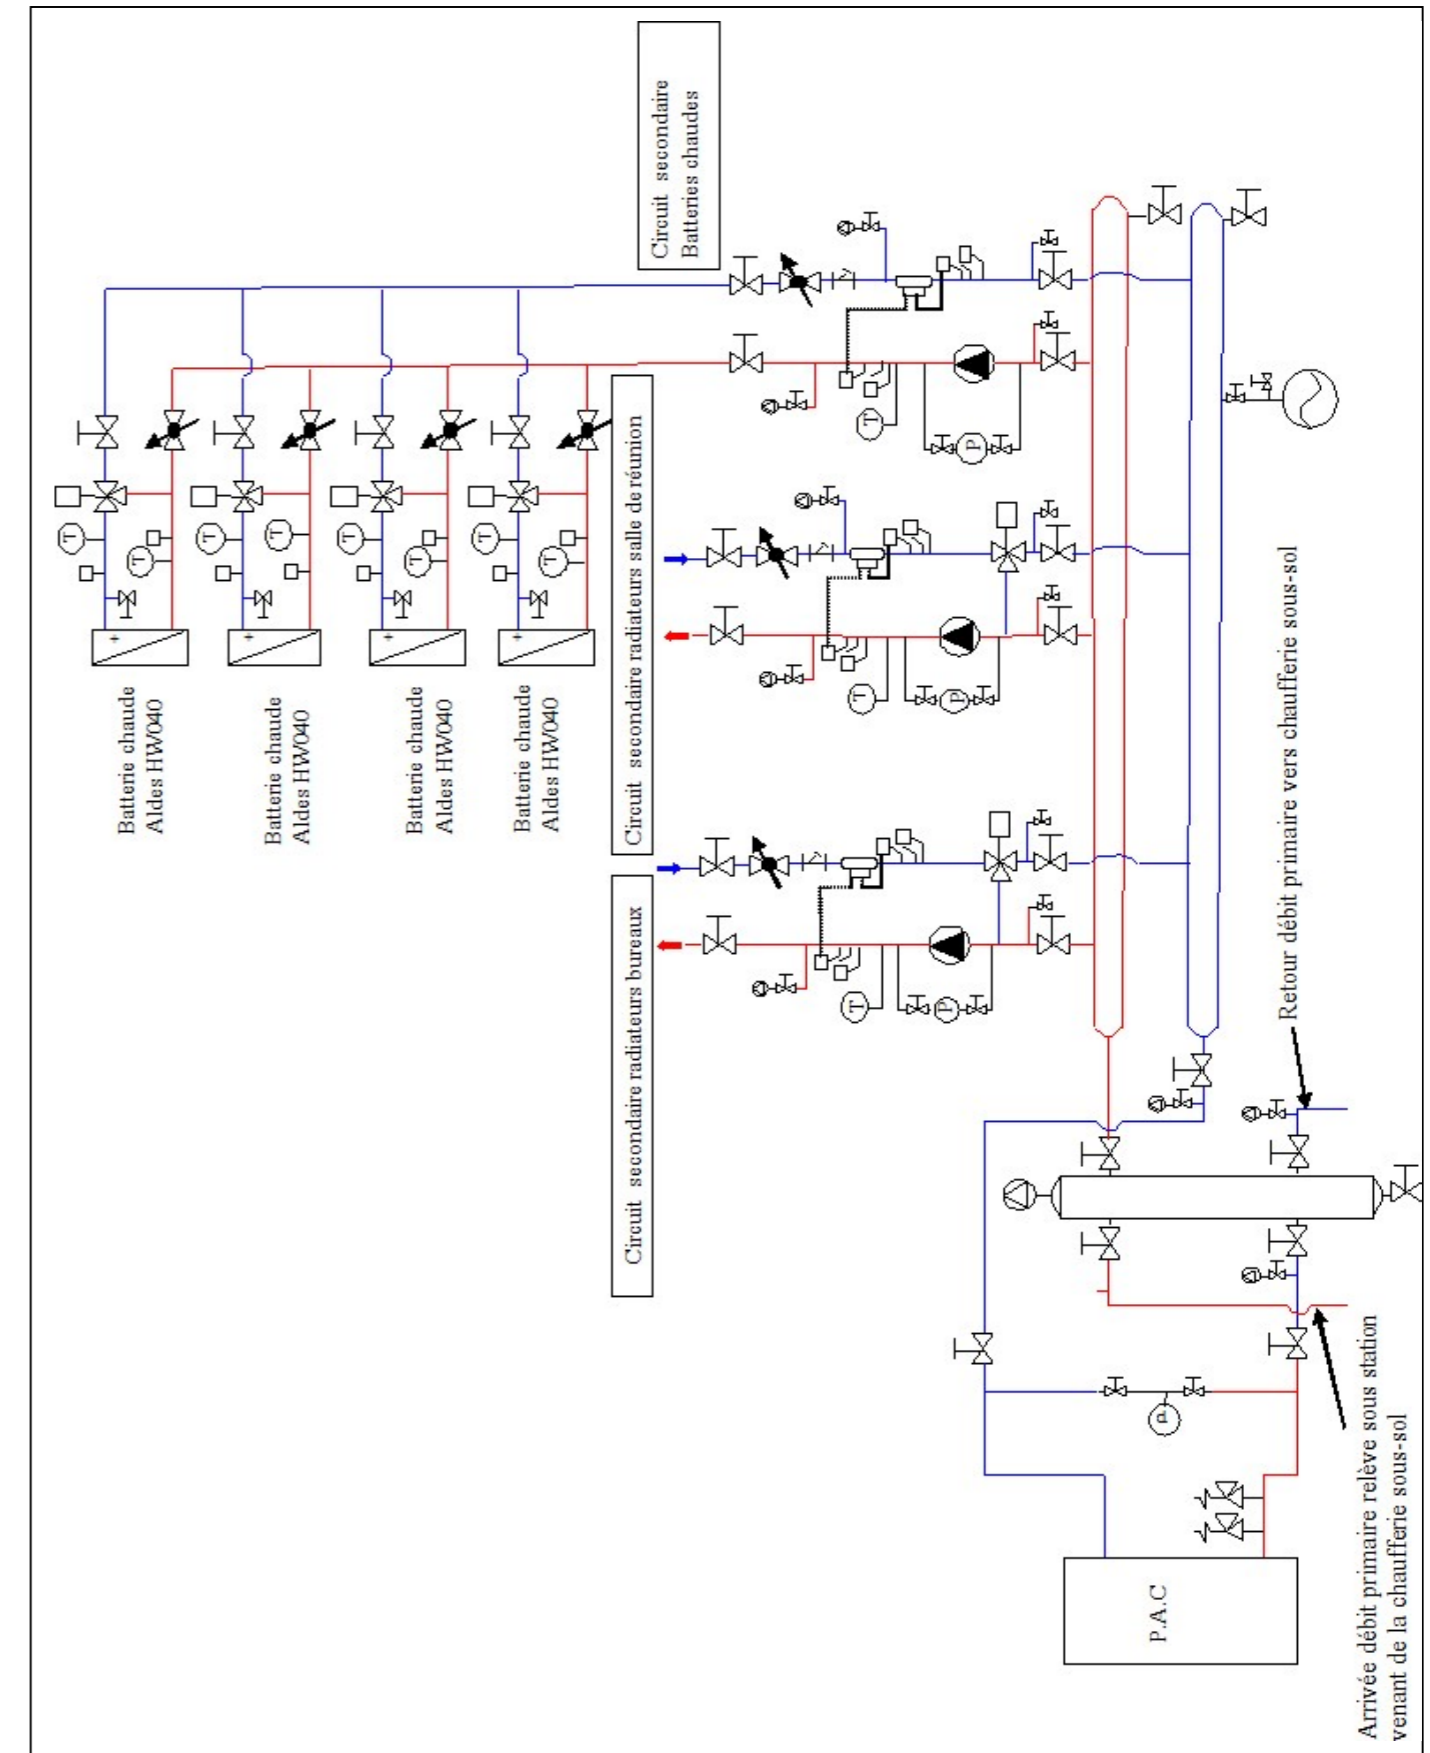 Circuit secondaire
Batteries chaudes
Circuit secondaire radiateurs salle de réunion
Circuit secondaire radiateurs bureaux
Batterie chaude
Aldes HW040
Batterie chaude
Aldes HW040
Batterie chaude
Aldes HW040
Batterie chaude
Aldes HW040
T
T
T
T
T
T
T
T
+
+
+
+
T
P
T
P
T
P
P
Retour débit primaire vers chaufferie sous-sol
Arrivée débit primaire relève sous station
venant de la chaufferie sous-sol
P.A.C